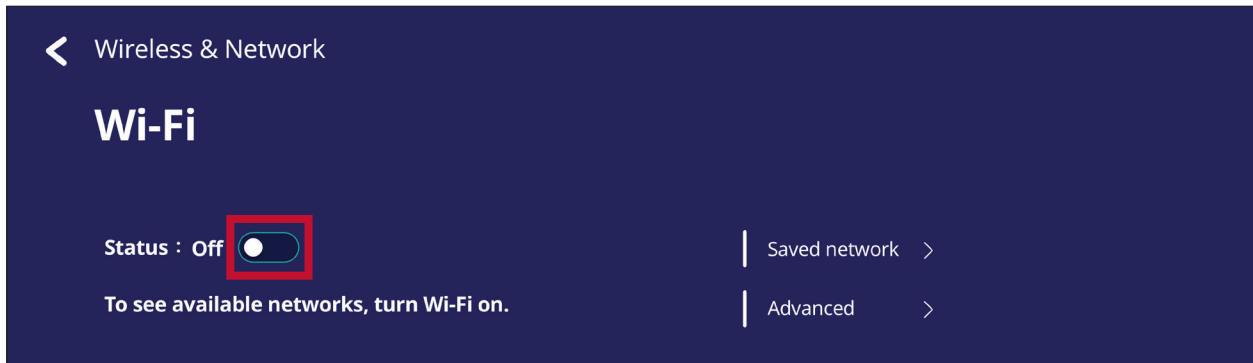 Wireless & Network
Wi-Fi
Status : Off
Saved network
To see available networks, turn Wi-Fi on.
Advanced